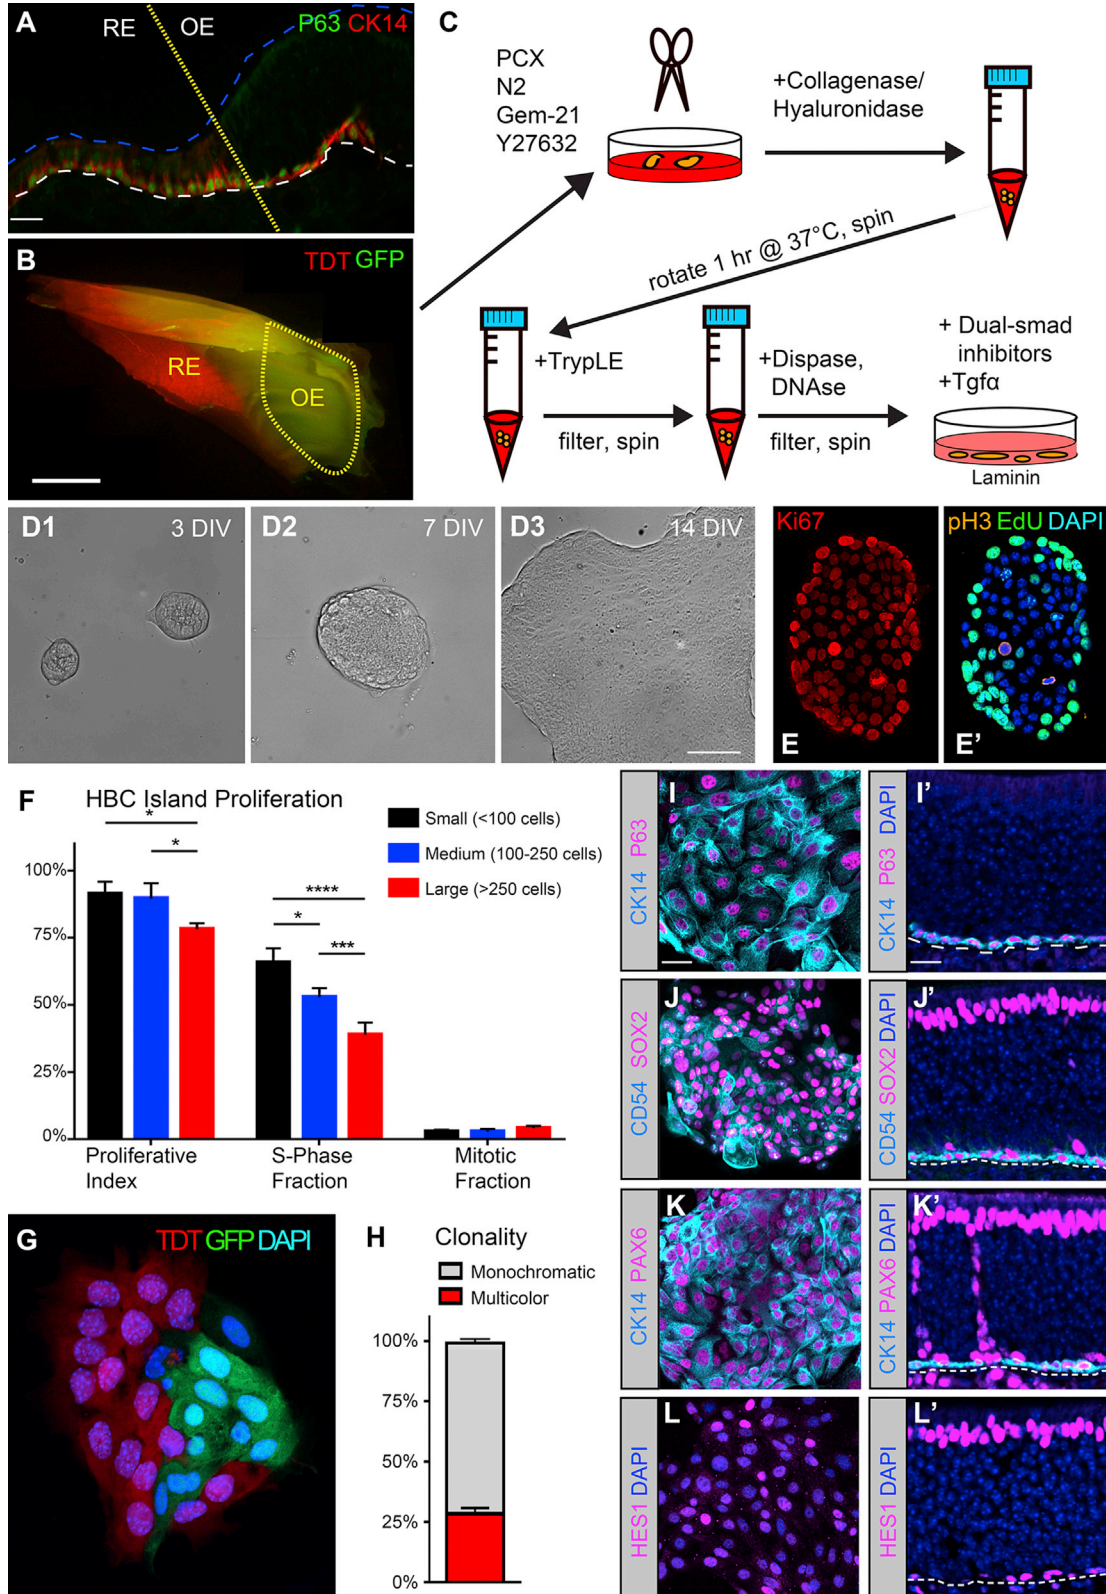 A
RE
OE
P63 CK14
B
TDT GFP
RE
OE
C
PCX
N2
Gem-21
Y27632
+Collagenase/
Hyaluronidase
rotate 1 hr @ 37°C, spin
+TrypLE
filter, spin
+Dispase,
DNAse
filter, spin
+ Dual-smad
inhibitors
+Tgfα
Laminin
D1
3 DIV
D2
7 DIV
D3
14 DIV
Ki67
E
pH3 EdU DAPI
E’
F
HBC Island Proliferation
Small (<100 cells)
Medium (100-250 cells)
Large (>250 cells)
*
*
****
*
***
100%
75%
50%
25%
0%
Proliferative
Index
S-Phase
Fraction
Mitotic
Fraction
G
TDT GFP DAPI
H
Clonality
Monochromatic
Multicolor
100%
75%
50%
25%
0%
CK14 P63
I
CK14 P63 DAPI
I’
CD54 SOX2
J
CD54 SOX2 DAPI
J’
CK14 PAX6
K
CK14 PAX6 DAPI
K’
HES1 DAPI
L
HES1 DAPI
L’